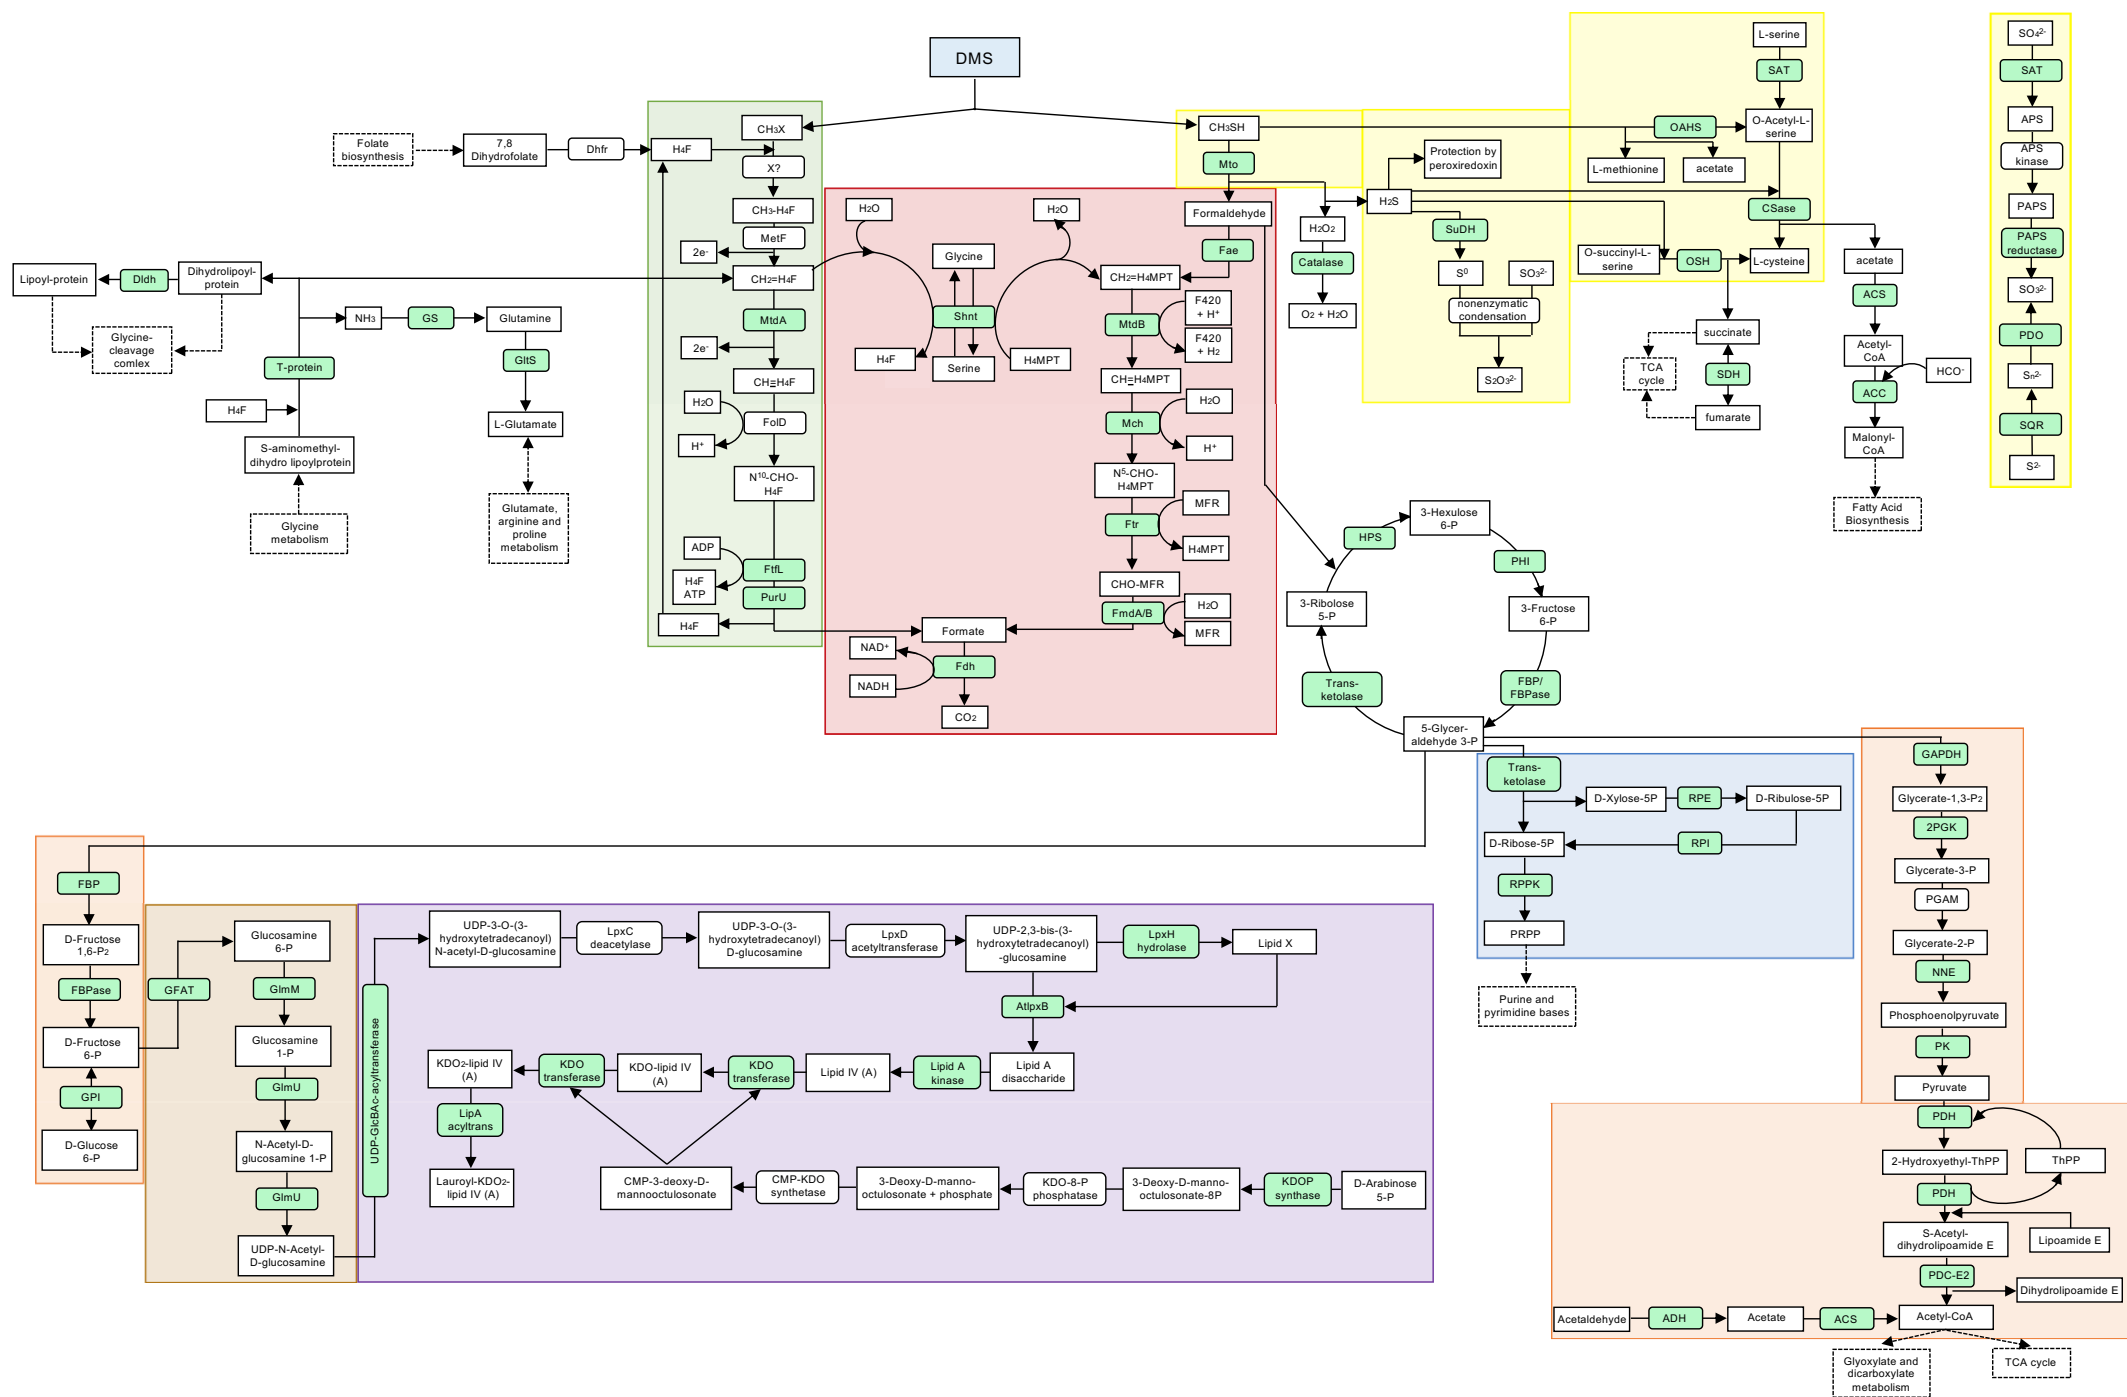 DMS
Folate
biosynthesis
7,8
Dihydrofolate
Dhfr
H4F
CH3X
X?
CH3-H4F
MetF
2e-
CH2=H4F
MtdA
2e-
CH≡H4F
H2O
FolD
H+
N10-CHO-
H4F
ADP
FtfL
H4F
ATP
PurU
H4F
Lipoyl-protein
Dldh
Dihydrolipoyl-
protein
Glycine-
cleavage
comlex
NH3
GS
Glutamine
T-protein
GltS
H4F
L-Glutamate
S-aminomethyl-
dihydro lipoylprotein
Glycine
metabolism
Glutamate,
arginine and
proline
metabolism
H2O
H2O
Glycine
Shnt
H4F
Serine
H4MPT
Formaldehyde
Fae
CH2=H4MPT
F420
+ H+
MtdB
F420
+ H2
CH≡H4MPT
H2O
Mch
H+
N5-CHO-
H4MPT
MFR
Ftr
H4MPT
CHO-MFR
FmdA/B
H2O
MFR
Formate
NAD+
Fdh
NADH
CO2
CH3SH
Mto
Protection by
peroxiredoxin
H2S
H2O2
Catalase
O2 + H2O
SuDH
S0
SO32-
nonenzymatic
condensation
S2O32-
L-serine
SAT
OAHS
O-Acetyl-L-
serine
L-methionine
acetate
CSase
O-succinyl-L-
serine
OSH
L-cysteine
acetate
ACS
succinate
TCA
cycle
SDH
fumarate
Acetyl-
CoA
HCO-
ACC
Malonyl-
CoA
Fatty Acid
Biosynthesis
SO42-
SAT
APS
APS
kinase
PAPS
PAPS
reductase
SO32-
PDO
Sn2-
SQR
S2-
HPS
3-Hexulose
6-P
PHI
3-Ribolose
5-P
3-Fructose
6-P
Trans-
ketolase
FBP/
FBPase
5-Glycer-
aldehyde 3-P
Trans-
ketolase
D-Xylose-5P
RPE
D-Ribulose-5P
D-Ribose-5P
RPI
RPPK
PRPP
Purine and
pyrimidine bases
GAPDH
Glycerate-1,3-P2
2PGK
Glycerate-3-P
PGAM
Glycerate-2-P
NNE
Phosphoenolpyruvate
PK
Pyruvate
PDH
2-Hydroxyethyl-ThPP
ThPP
PDH
S-Acetyl-
dihydrolipoamide E
Lipoamide E
PDC-E2
Dihydrolipoamide E
Acetaldehyde
ADH
Acetate
ACS
Acetyl-CoA
Glyoxylate and
dicarboxylate
metabolism
TCA cycle
FBP
D-Fructose
1,6-P2
FBPase
D-Fructose
6-P
GPI
D-Glucose
6-P
GFAT
Glucosamine
6-P
GlmM
Glucosamine
1-P
GlmU
N-Acetyl-D-
glucosamine 1-P
GlmU
UDP-N-Acetyl-
D-glucosamine
UDP-GlcBAc-acyltransferase
UDP-3-O-(3-
hydroxytetradecanoyl)
N-acetyl-D-glucosamine
LpxC
deacetylase
UDP-3-O-(3-
hydroxytetradecanoyl)
D-glucosamine
LpxD
acetyltransferase
UDP-2,3-bis-(3-
hydroxytetradecanoyl)
-glucosamine
LpxH
hydrolase
Lipid X
AtlpxB
KDO2-lipid IV
(A)
KDO
transferase
KDO-lipid IV
(A)
KDO
transferase
Lipid IV (A)
Lipid A
kinase
Lipid A
disaccharide
LipA
acyltrans
Lauroyl-KDO2-
lipid IV (A)
CMP-3-deoxy-D-
mannooctulosonate
CMP-KDO
synthetase
3-Deoxy-D-manno-
octulosonate + phosphate
KDO-8-P
phosphatase
3-Deoxy-D-manno-
octulosonate-8P
KDOP
synthase
D-Arabinose
5-P